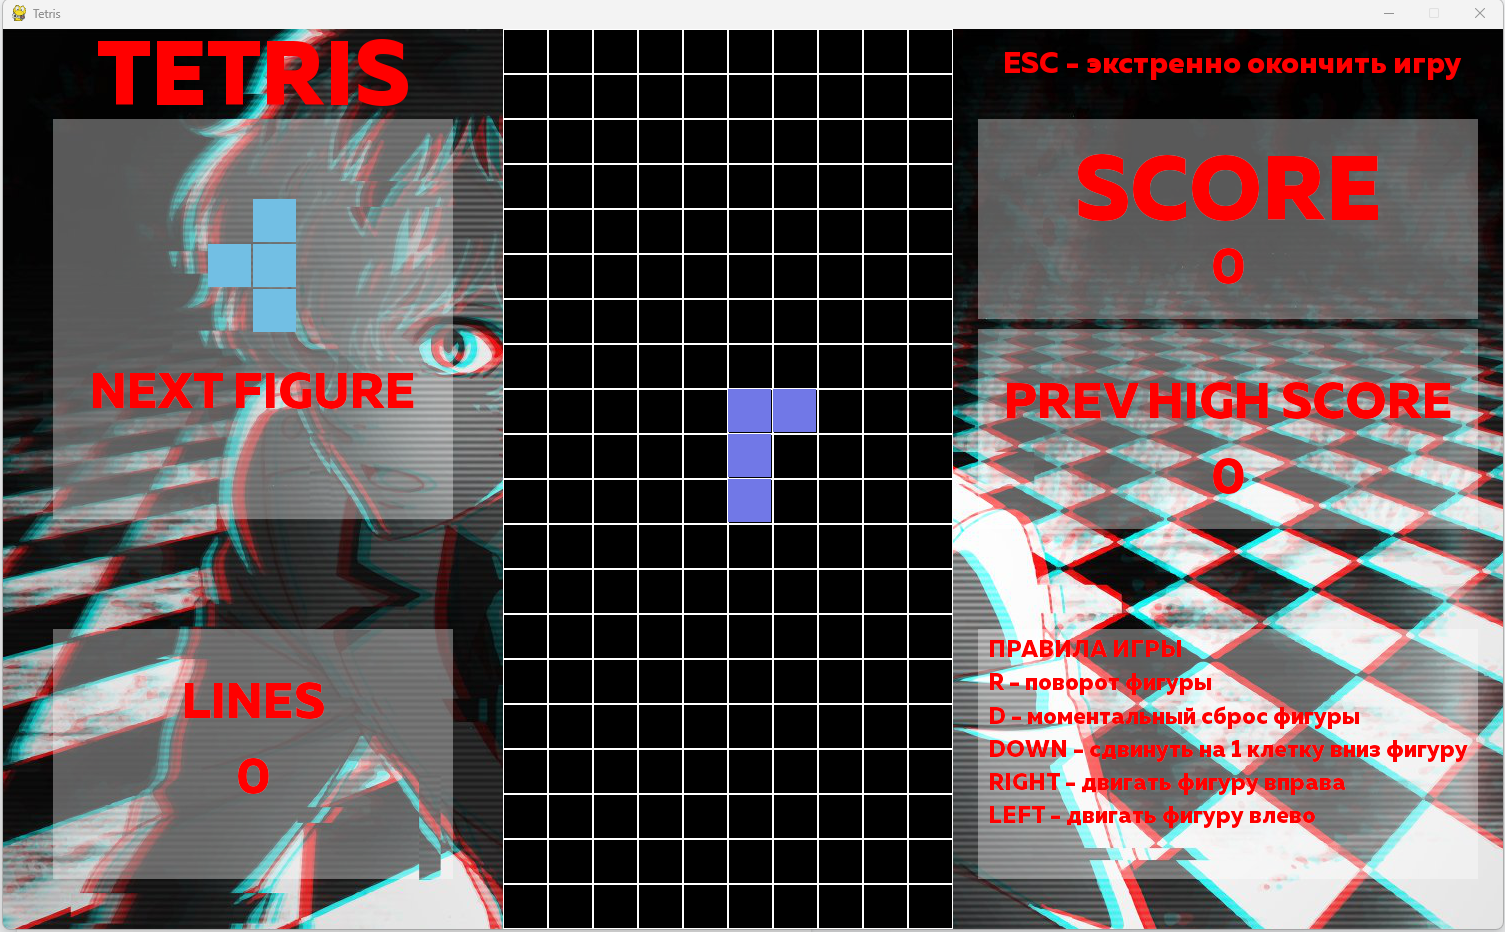 Tetris
TETRIS
NEXT FIGURE
LINES
0
ESC - экстренно окончить игру
SCORE
0
PREV HIGH SCORE
0
ПРАВИЛА ИГРЫ
R - поворот фигуры
D - моментальный сброс фигуры
DOWN - сдвинуть на 1 клетку вниз фигуру
RIGHT - двигать фигуру вправа
LEFT - двигать фигуру влево